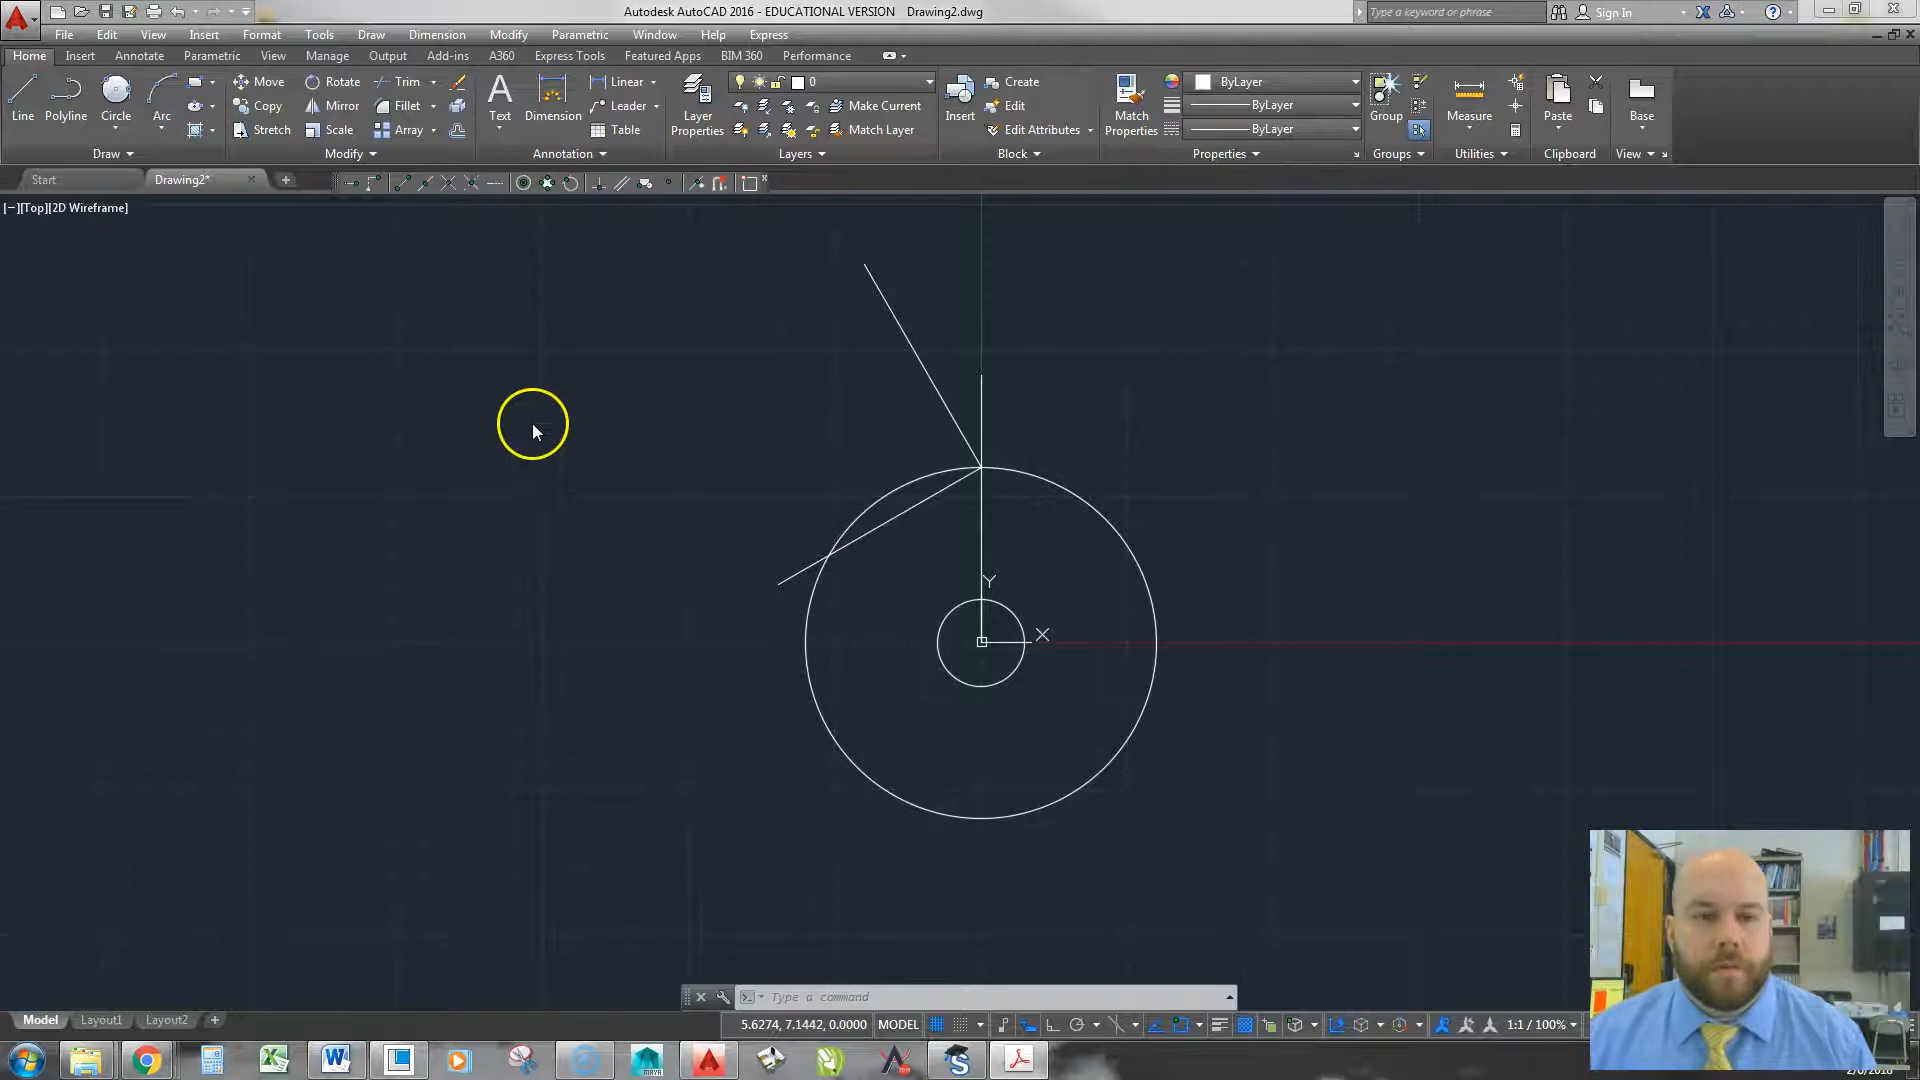 Autodesk AutoCAD 2016 - EDUCATIONAL VERSION Drawing2.dwg Type a keyword or phrase Sign In
File Edit View Insert Format Tools Draw Dimension Modify Parametric Window Help Express
Home Insert Annotate Parametric View Manage Output Add-ins A360 Express Tools Featured Apps BIM 360 Performance
Move Rotate Trim Linear 0 Create ByLayer
Copy Mirror Fillet Leader Make Current Edit ByLayer
Line Polyline Circle Arc Text Dimension Layer Properties Insert Match Properties Group Measure Paste Base
Stretch Scale Array Table Match Layer Edit Attributes ByLayer
Draw Modify Annotation Layers Block Properties Groups Utilities Clipboard View
Start Drawing2*
[−][Top][2D Wireframe]
Y
X
Type a command
Model Layout1 Layout2
5.6274, 7.1442, 0.0000 MODEL 1:1 / 100%
MAYA